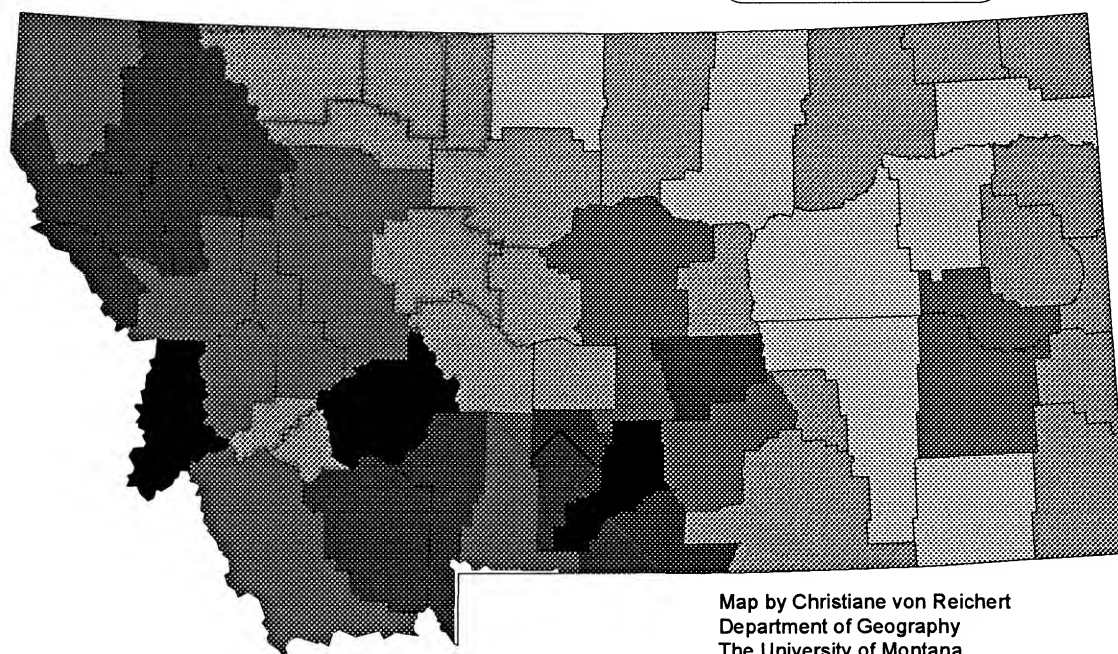 Map by Christiane von Reichert
Department of Geography
The University of Montana